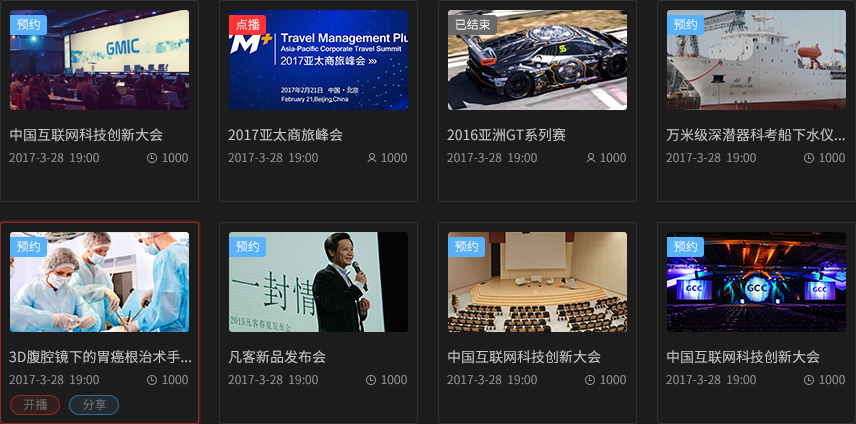 预约
GMIC
中国互联网科技创新大会
2017-3-28 19:00 1000
点播
TM+ Travel Management Plu
Asia-Pacific Corporate Travel Summit
2017亚太商旅峰会 >>>
2017年2月21日 中国·北京
February 21,Beijing,China
2017亚太商旅峰会
2017-3-28 19:00 1000
已结束
2016亚洲GT系列赛
2017-3-28 19:00 1000
预约
万米级深潜器科考船下水仪...
2017-3-28 19:00 1000
预约
3D腹腔镜下的胃癌根治术手...
2017-3-28 19:00 1000
开播 分享
预约
一封情
2015凡客春夏发布会
凡客新品发布会
2017-3-28 19:00 1000
预约
中国互联网科技创新大会
2017-3-28 19:00 1000
预约
GCC GCC GCC
中国互联网科技创新大会
2017-3-28 19:00 1000